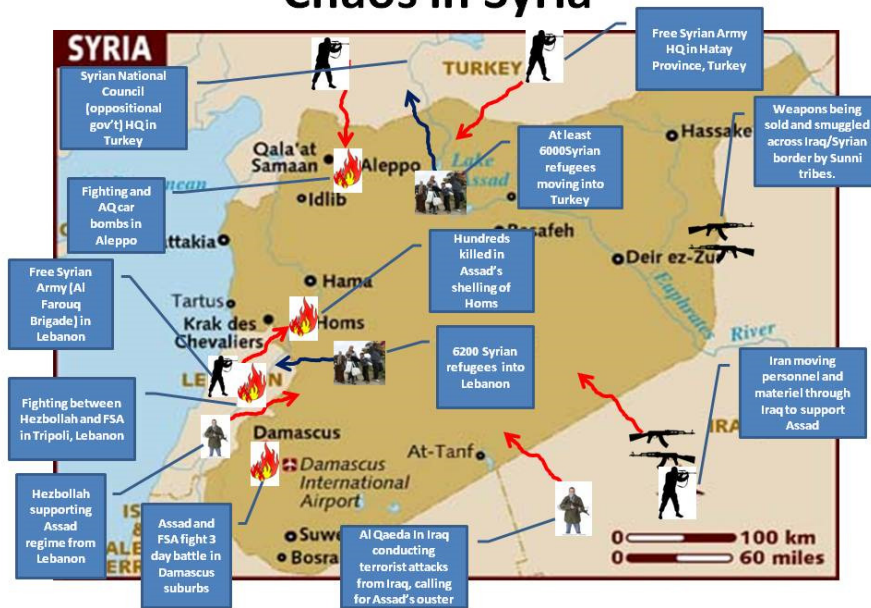 Chaos in Syria
SYRIA
TURKEY
Free Syrian Army
HQ in Hatay
Province, Turkey
Syrian National
Council
(oppositional
gov't) HQ in
Turkey
Weapons being
sold and smuggled
across Iraq/Syrian
border by Sunni
tribes.
Hassake
At least
6000Syrian
refugees
moving into
Turkey
Qala'at
Samaan
Aleppo
Lake
Assad
Idlib
Fighting and
AQ car
bombs in
Aleppo
Hundreds
killed in
Assad's
shelling of
Homs
Deir ez-Zur
Free Syrian
Army (Al
Farouq
Brigade) in
Lebanon
Hama
Tartus
Krak des
Chevaliers
Homs
Euphrates
River
6200 Syrian
refugees into
Lebanon
Iran moving
personnel and
materiel through
Iraq to support
Assad
Fighting between
Hezbollah and FSA
in Tripoli, Lebanon
Damascus
Damascus
International
Airport
At-Tanf
Hezbollah
supporting
Assad
regime from
Lebanon
Assad and
FSA fight 3
day battle in
Damascus
suburbs
Al Qaeda In Iraq
conducting
terrorist attacks
from Iraq, calling
for Assad's ouster
Bosra
0 100 km
0 60 miles